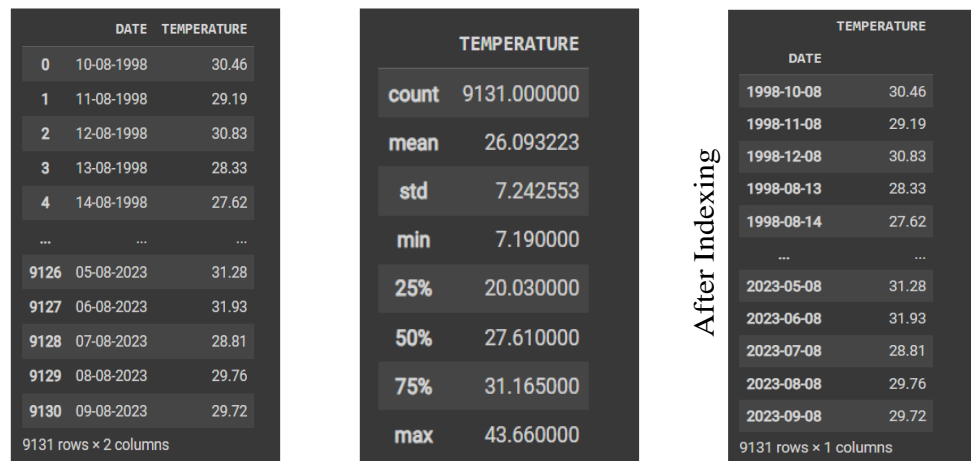 DATE TEMPERATURE
0 10-08-1998 30.46
1 11-08-1998 29.19
2 12-08-1998 30.83
3 13-08-1998 28.33
4 14-08-1998 27.62
... ... ...
9126 05-08-2023 31.28
9127 06-08-2023 31.93
9128 07-08-2023 28.81
9129 08-08-2023 29.76
9130 09-08-2023 29.72
9131 rows × 2 columns
TEMPERATURE
count 9131.000000
mean 26.093223
std 7.242553
min 7.190000
25% 20.030000
50% 27.610000
75% 31.165000
max 43.660000
After Indexing
TEMPERATURE
DATE
1998-10-08 30.46
1998-11-08 29.19
1998-12-08 30.83
1998-08-13 28.33
1998-08-14 27.62
... ...
2023-05-08 31.28
2023-06-08 31.93
2023-07-08 28.81
2023-08-08 29.76
2023-09-08 29.72
9131 rows × 1 columns